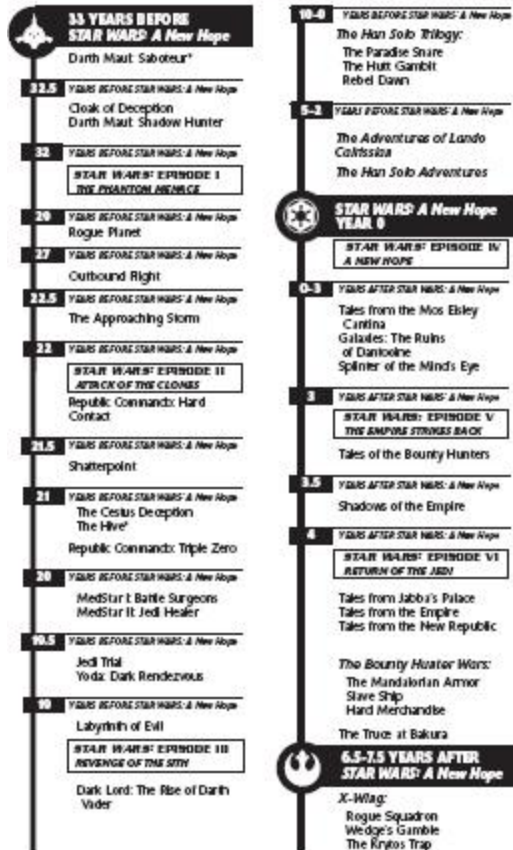 33 YEARS BEFORE
STAR WARS: A New Hope
Darth Maul: Saboteur*
32.5 YEARS BEFORE STAR WARS: A New Hope
Cloak of Deception
Darth Maul: Shadow Hunter
32 YEARS BEFORE STAR WARS: A New Hope
STAR WARS: EPISODE I
THE PHANTOM MENACE
29 YEARS BEFORE STAR WARS: A New Hope
Rogue Planet
27 YEARS BEFORE STAR WARS: A New Hope
Outbound Flight
22.5 YEARS BEFORE STAR WARS: A New Hope
The Approaching Storm
22 YEARS BEFORE STAR WARS: A New Hope
STAR WARS: EPISODE II
ATTACK OF THE CLONES
Republic Commando: Hard
Contact
21.5 YEARS BEFORE STAR WARS: A New Hope
Shatterpoint
21 YEARS BEFORE STAR WARS: A New Hope
The Cestus Deception
The Hive*
Republic Commando: Triple Zero
20 YEARS BEFORE STAR WARS: A New Hope
MedStar I: Battle Surgeons
MedStar II: Jedi Healer
19.5 YEARS BEFORE STAR WARS: A New Hope
Jedi Trial
Yoda: Dark Rendezvous
19 YEARS BEFORE STAR WARS: A New Hope
Labyrinth of Evil
STAR WARS: EPISODE III
REVENGE OF THE SITH
Dark Lord: The Rise of Darth
Vader
10-0 YEARS BEFORE STAR WARS: A New Hope
The Han Solo Trilogy:
The Paradise Snare
The Hutt Gambit
Rebel Dawn
5-2 YEARS BEFORE STAR WARS: A New Hope
The Adventures of Lando
Calrissian
The Han Solo Adventures
STAR WARS: A New Hope
YEAR 0
STAR WARS: EPISODE IV
A NEW HOPE
0-3 YEARS AFTER STAR WARS: A New Hope
Tales from the Mos Eisley
Cantina
Galaxies: The Ruins
of Dantooine
Splinter of the Mind's Eye
3 YEARS AFTER STAR WARS: A New Hope
STAR WARS: EPISODE V
THE EMPIRE STRIKES BACK
Tales of the Bounty Hunters
3.5 YEARS AFTER STAR WARS: A New Hope
Shadows of the Empire
4 YEARS AFTER STAR WARS: A New Hope
STAR WARS: EPISODE VI
RETURN OF THE JEDI
Tales from Jabba's Palace
Tales from the Empire
Tales from the New Republic
The Bounty Hunter Wars:
The Mandalorian Armor
Slave Ship
Hard Merchandise
The Truce at Bakura
6.5-7.5 YEARS AFTER
STAR WARS: A New Hope
X-Wing:
Rogue Squadron
Wedge's Gamble
The Krytos Trap